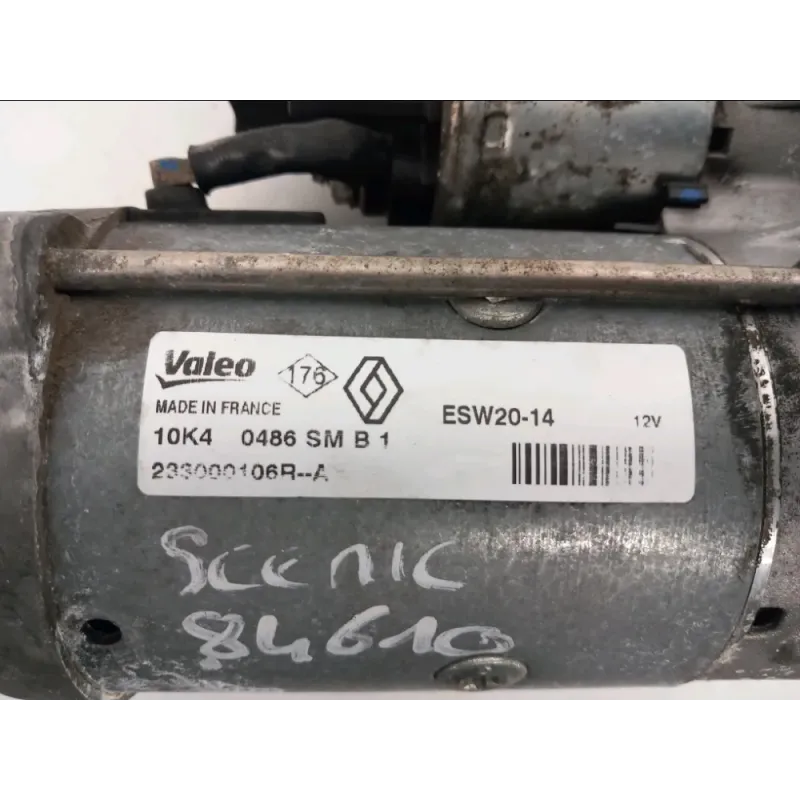 Valeo 176
MADE IN FRANCE ESW20-14 12V
10K4 0486 SM B 1
233000106R--A
SCENIC
84610